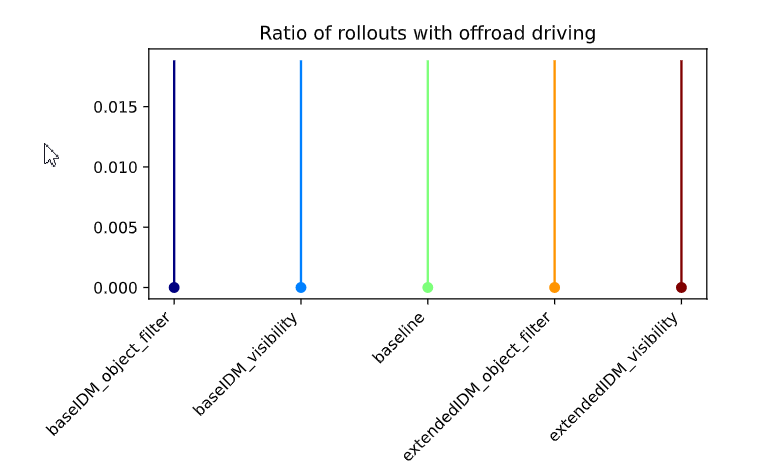 Ratio of rollouts with offroad driving
0.015
0.010
0.005
0.000
baseIDM_object_filter
baseIDM_visibility
baseline
extendedIDM_object_filter
extendedIDM_visibility